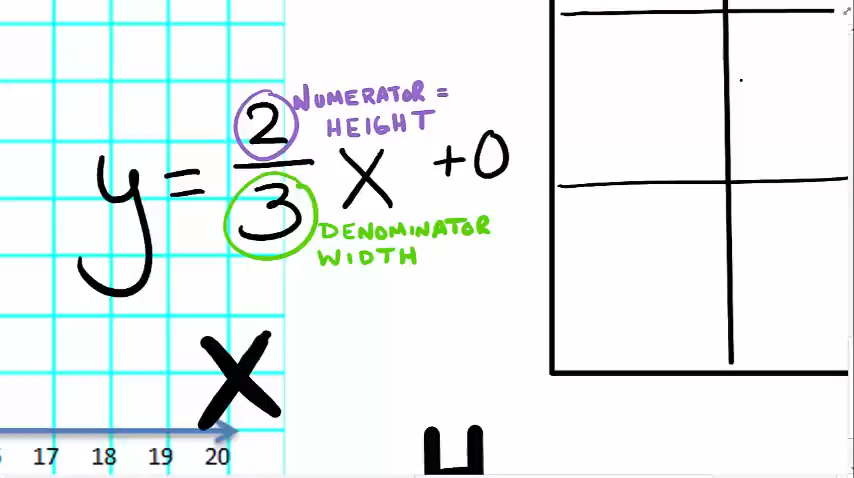 NUMERATOR =
HEIGHT
y = 2/3 x + 0
DENOMINATOR
WIDTH
X
17 18 19 20